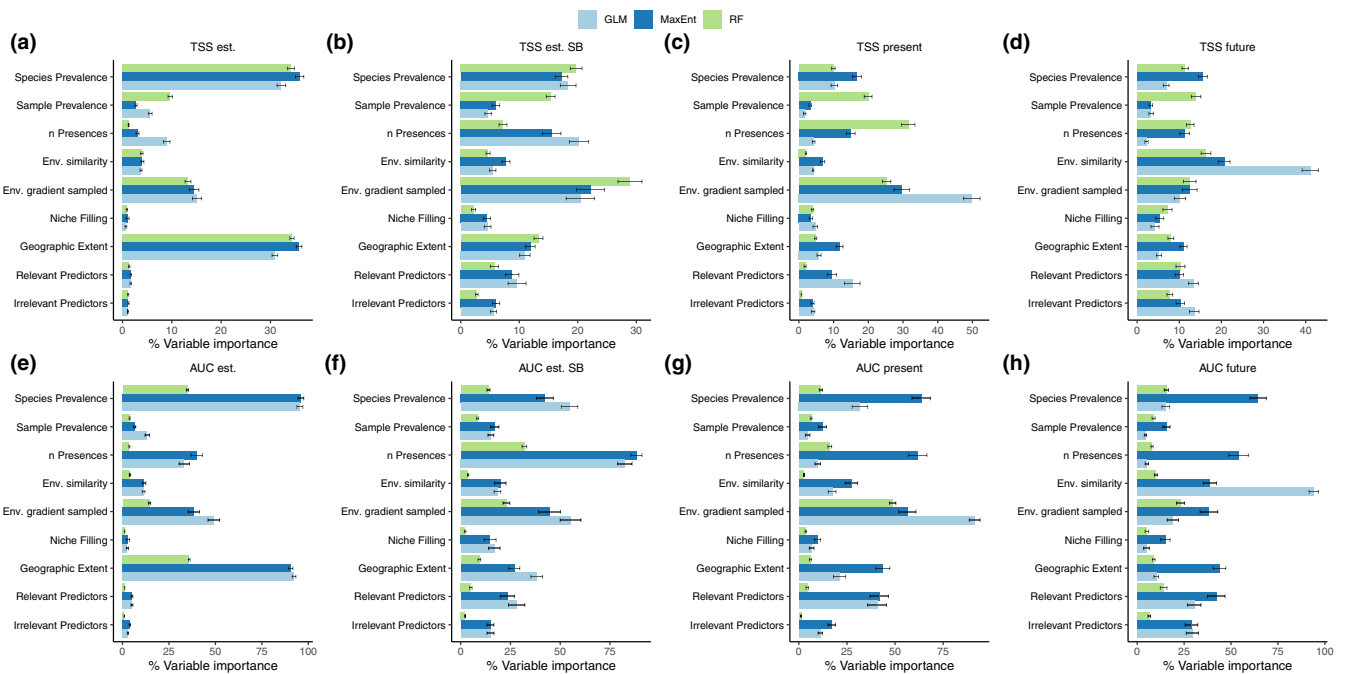 GLM MaxEnt RF
(a) TSS est.
Species Prevalence
Sample Prevalence
n Presences
Env. similarity
Env. gradient sampled
Niche Filling
Geographic Extent
Relevant Predictors
Irrelevant Predictors
0 10 20 30
% Variable importance
(b) TSS est. SB
Species Prevalence
Sample Prevalence
n Presences
Env. similarity
Env. gradient sampled
Niche Filling
Geographic Extent
Relevant Predictors
Irrelevant Predictors
0 10 20 30
% Variable importance
(c) TSS present
Species Prevalence
Sample Prevalence
n Presences
Env. similarity
Env. gradient sampled
Niche Filling
Geographic Extent
Relevant Predictors
Irrelevant Predictors
0 10 20 30 40 50
% Variable importance
(d) TSS future
Species Prevalence
Sample Prevalence
n Presences
Env. similarity
Env. gradient sampled
Niche Filling
Geographic Extent
Relevant Predictors
Irrelevant Predictors
0 10 20 30 40
% Variable importance
(e) AUC est.
Species Prevalence
Sample Prevalence
n Presences
Env. similarity
Env. gradient sampled
Niche Filling
Geographic Extent
Relevant Predictors
Irrelevant Predictors
0 25 50 75 100
% Variable importance
(f) AUC est. SB
Species Prevalence
Sample Prevalence
n Presences
Env. similarity
Env. gradient sampled
Niche Filling
Geographic Extent
Relevant Predictors
Irrelevant Predictors
0 25 50 75
% Variable importance
(g) AUC present
Species Prevalence
Sample Prevalence
n Presences
Env. similarity
Env. gradient sampled
Niche Filling
Geographic Extent
Relevant Predictors
Irrelevant Predictors
0 25 50 75
% Variable importance
(h) AUC future
Species Prevalence
Sample Prevalence
n Presences
Env. similarity
Env. gradient sampled
Niche Filling
Geographic Extent
Relevant Predictors
Irrelevant Predictors
0 25 50 75 100
% Variable importance